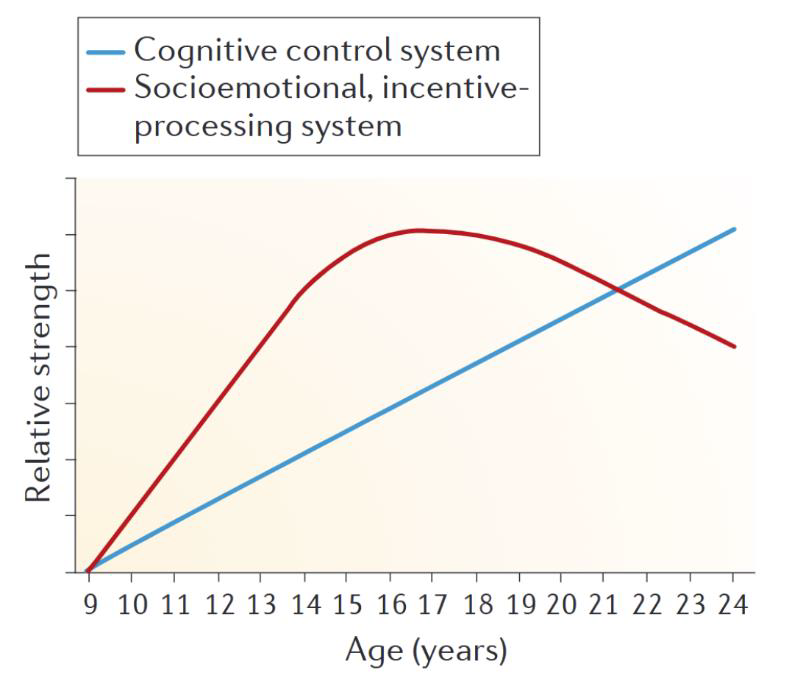 Cognitive control system
Socioemotional, incentive-
processing system
Relative strength
9 10 11 12 13 14 15 16 17 18 19 20 21 22 23 24
Age (years)